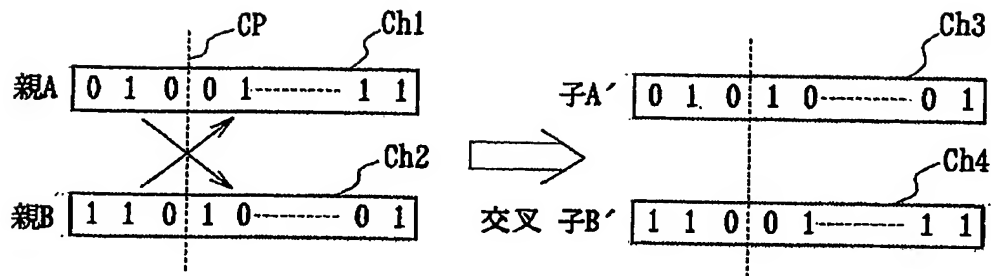 CP Ch1 Ch3
親A 0 1 0 0 1 -------- 1 1 子A´ 0 1 0 1 0 -------- 0 1
Ch2 Ch4
親B 1 1 0 1 0 -------- 0 1 交叉 子B´ 1 1 0 0 1 -------- 1 1